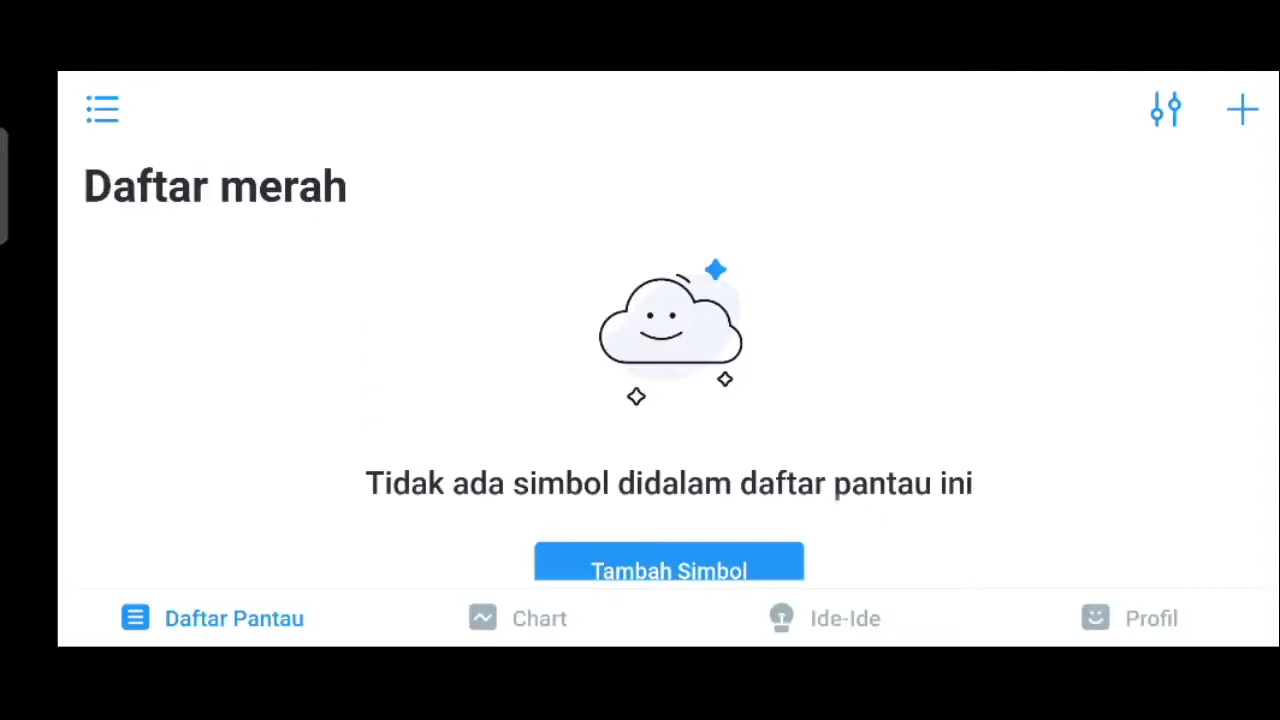 Daftar merah
Tidak ada simbol didalam daftar pantau ini
Tambah Simbol
Daftar Pantau
Chart
Ide-Ide
Profil